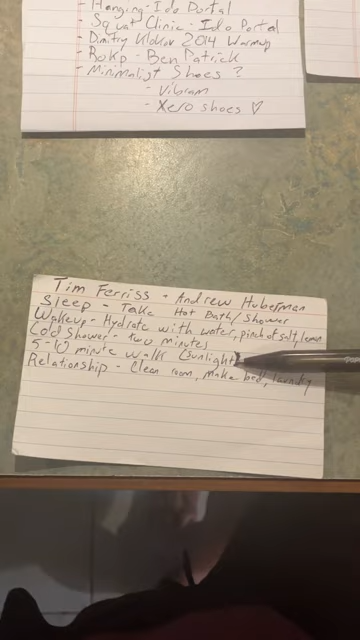 - Hanging - Ido Portal
- Squat Clinic - Ido Portal
- Dimitry Klokov 2014 Warmup
- Rokp - Ben Patrick
- Minimalist Shoes ?
- Vibram
- Xero shoes ♡
Tim Ferriss - Andrew Huberman
Sleep - Take Hot Bath/Shower
Wakeup - Hydrate with water, pinch of salt, lemon
Cold Shower - two minutes
5-10 minute walk (sunlight)
Relationship - Clean room, make bed, laundry